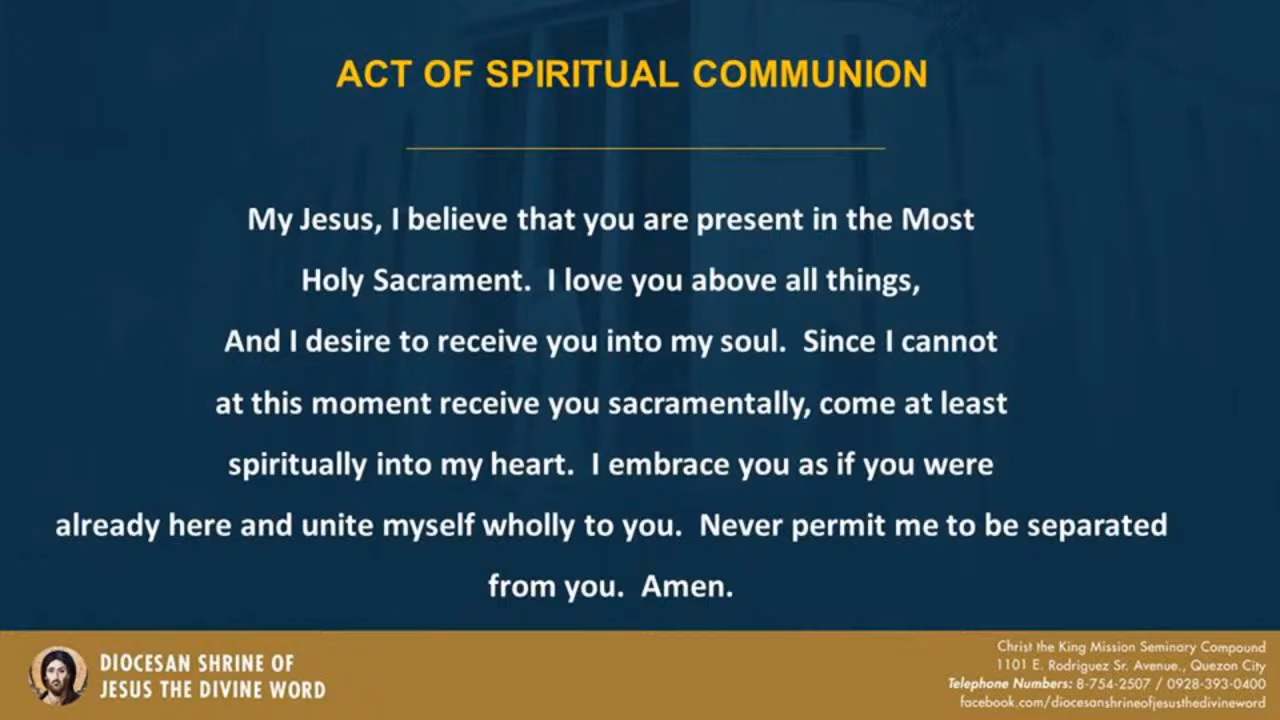 ACT OF SPIRITUAL COMMUNION
My Jesus, I believe that you are present in the Most
Holy Sacrament. I love you above all things,
And I desire to receive you into my soul. Since I cannot
at this moment receive you sacramentally, come at least
spiritually into my heart. I embrace you as if you were
already here and unite myself wholly to you. Never permit me to be separated
from you. Amen.
DIOCESAN SHRINE OF
JESUS THE DIVINE WORD
Christ the King Mission Seminary Compound
1101 E. Rodriguez Sr. Avenue., Quezon City
Telephone Numbers: 8-754-2507 / 0928-393-0400
facebook.com/diocesanshrineofjesusthedivineword